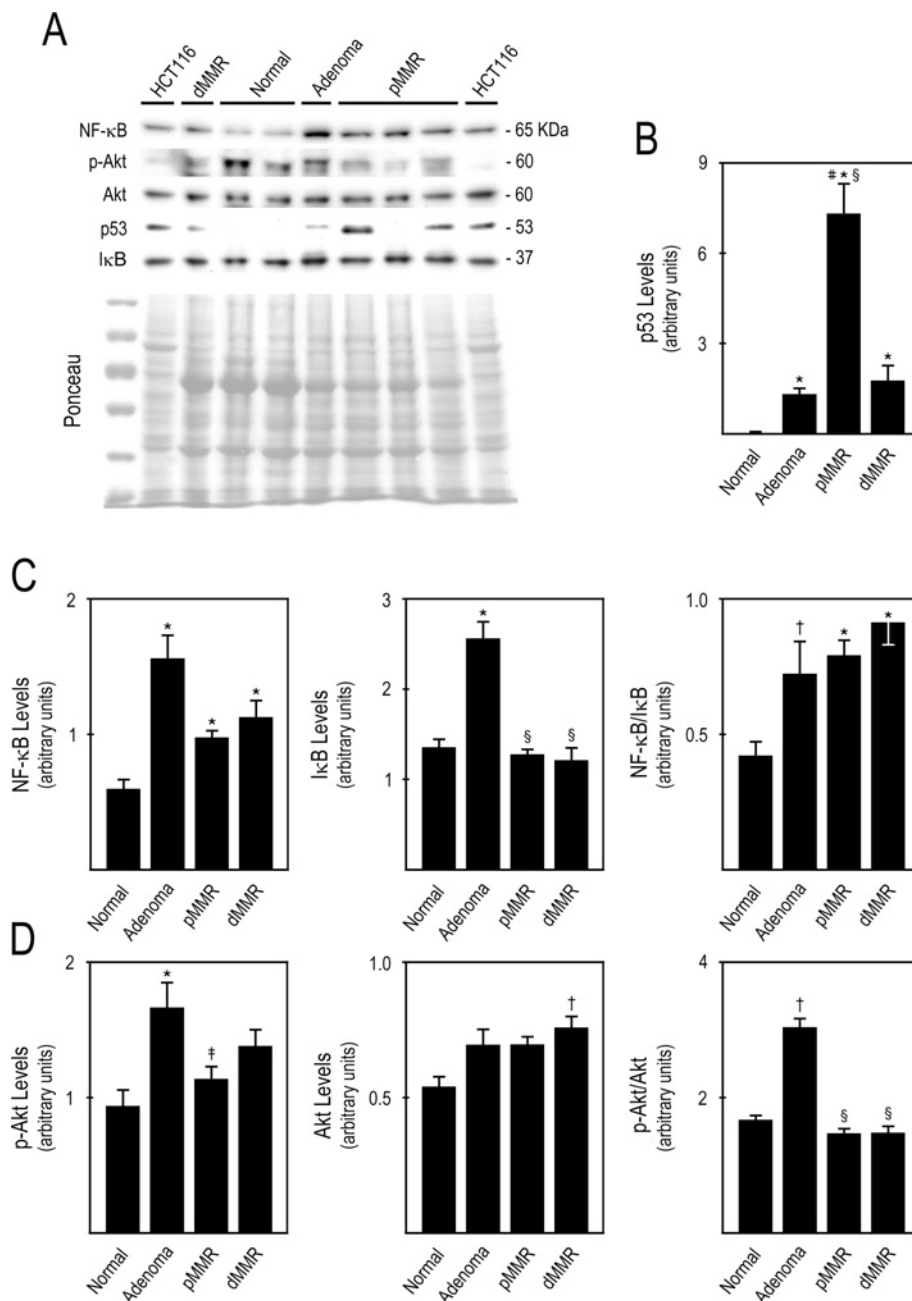 A
HCT116
dMMR
Normal
Adenoma
pMMR
HCT116
NF-κB
- 65 KDa
p-Akt
- 60
Akt
- 60
p53
- 53
IκB
- 37
Ponceau
B
p53 Levels
(arbitrary units)
9
6
3
‡ * §
*
*
Normal
Adenoma
pMMR
dMMR
C
NF-κB Levels
(arbitrary units)
2
1
*
*
*
Normal
Adenoma
pMMR
dMMR
IκB Levels
(arbitrary units)
3
2
1
*
§
§
Normal
Adenoma
pMMR
dMMR
NF-κB/IκB
(arbitrary units)
1.0
0.5
†
*
*
Normal
Adenoma
pMMR
dMMR
D
p-Akt Levels
(arbitrary units)
2
1
*
‡
Normal
Adenoma
pMMR
dMMR
Akt Levels
(arbitrary units)
1.0
0.5
†
Normal
Adenoma
pMMR
dMMR
p-Akt/Akt
(arbitrary units)
4
2
†
§
§
Normal
Adenoma
pMMR
dMMR